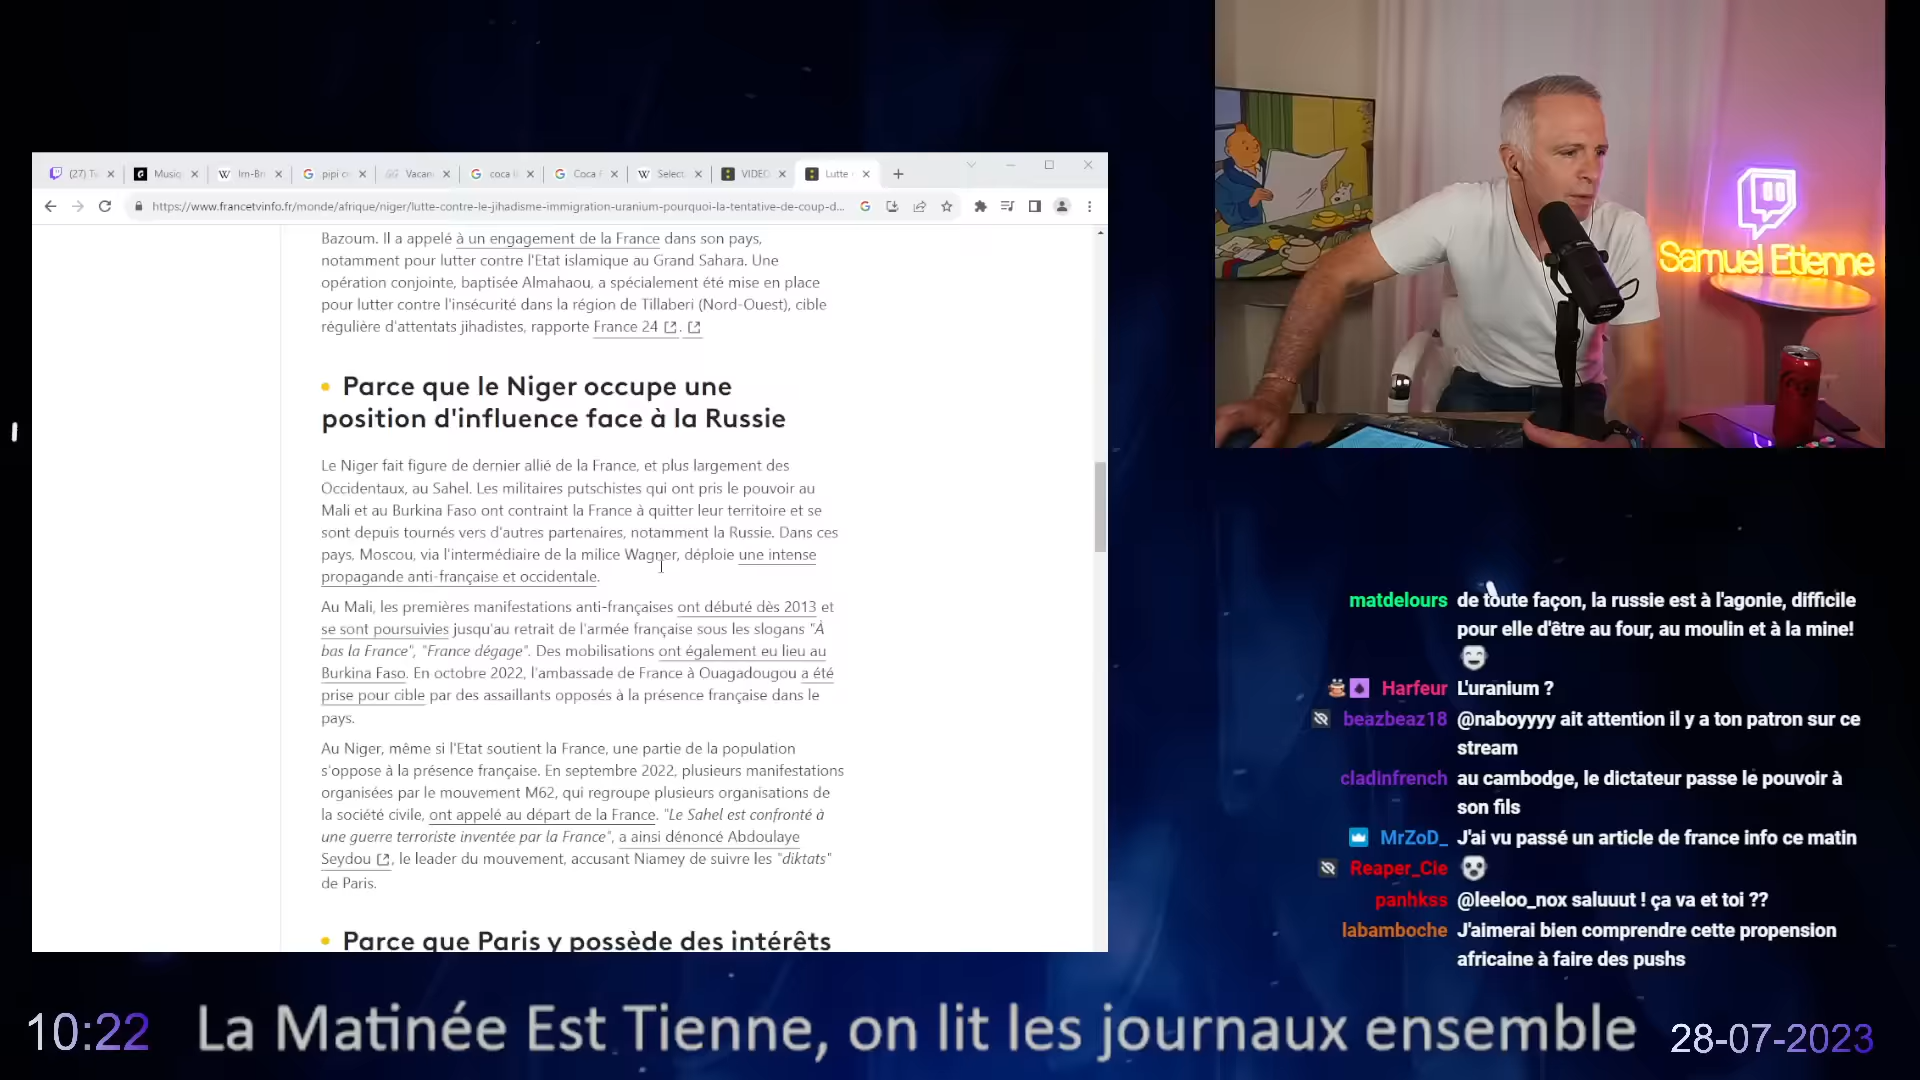 (27) Tw
Musiq
Irn-Br
pipi cr
Vacan
coca l
Coca F
Select
VIDEO
Lutte
https://www.francetvinfo.fr/monde/afrique/niger/lutte-contre-le-jihadisme-immigration-uranium-pourquoi-la-tentative-de-coup-d...
Bazoum. Il a appelé à un engagement de la France dans son pays,
notamment pour lutter contre l'Etat islamique au Grand Sahara. Une
opération conjointe, baptisée Almahaou, a spécialement été mise en place
pour lutter contre l'insécurité dans la région de Tillaberi (Nord-Ouest), cible
régulière d'attentats jihadistes, rapporte France 24 .
• Parce que le Niger occupe une
position d'influence face à la Russie
Le Niger fait figure de dernier allié de la France, et plus largement des
Occidentaux, au Sahel. Les militaires putschistes qui ont pris le pouvoir au
Mali et au Burkina Faso ont contraint la France à quitter leur territoire et se
sont depuis tournés vers d'autres partenaires, notamment la Russie. Dans ces
pays, Moscou, via l'intermédiaire de la milice Wagner, déploie une intense
propagande anti-française et occidentale.
Au Mali, les premières manifestations anti-françaises ont débuté dès 2013 et
se sont poursuivies jusqu'au retrait de l'armée française sous les slogans "À
bas la France", "France dégage". Des mobilisations ont également eu lieu au
Burkina Faso. En octobre 2022, l'ambassade de France à Ouagadougou a été
prise pour cible par des assaillants opposés à la présence française dans le
pays.
Au Niger, même si l'Etat soutient la France, une partie de la population
s'oppose à la présence française. En septembre 2022, plusieurs manifestations
organisées par le mouvement M62, qui regroupe plusieurs organisations de
la société civile, ont appelé au départ de la France. "Le Sahel est confronté à
une guerre terroriste inventée par la France", a ainsi dénoncé Abdoulaye
Seydou , le leader du mouvement, accusant Niamey de suivre les "diktats"
de Paris.
• Parce que Paris y possède des intérêts
Samuel Etienne
matdelours de toute façon, la russie est à l'agonie, difficile
pour elle d'être au four, au moulin et à la mine!
Harfeur L'uranium ?
beazbeaz18 @naboyyyy ait attention il y a ton patron sur ce
stream
cladinfrench au cambodge, le dictateur passe le pouvoir à
son fils
MrZoD_ J'ai vu passé un article de france info ce matin
Reaper_Cie
panhkss @leeloo_nox saluuut ! ça va et toi ??
labamboche J'aimerai bien comprendre cette propension
africaine à faire des pushs
10:22
La Matinée Est Tienne, on lit les journaux ensemble
28-07-2023